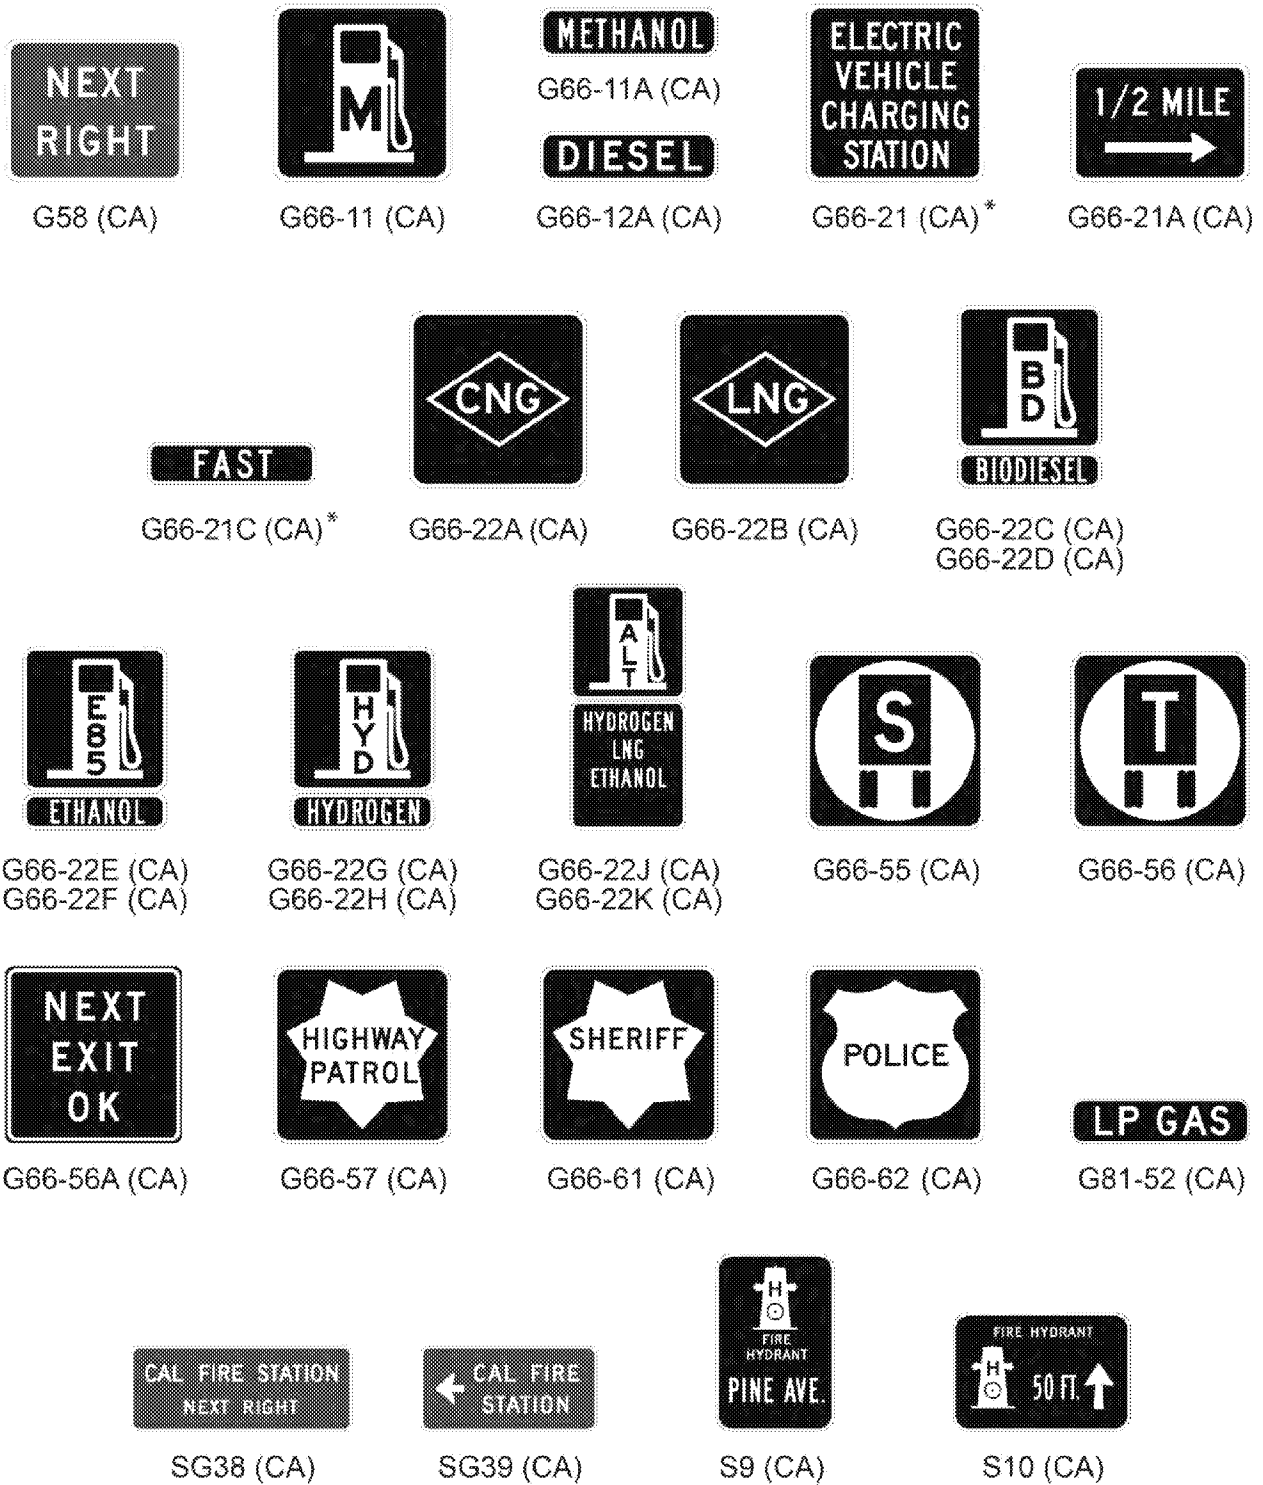 NEXT
RIGHT
G58 (CA)
M
G66-11 (CA)
METHANOL
G66-11A (CA)
DIESEL
G66-12A (CA)
ELECTRIC
VEHICLE
CHARGING
STATION
G66-21 (CA)*
1/2 MILE
G66-21A (CA)
FAST
G66-21C (CA)*
CNG
G66-22A (CA)
LNG
G66-22B (CA)
B
D
BIODIESEL
G66-22C (CA)
G66-22D (CA)
E
8
5
ETHANOL
G66-22E (CA)
G66-22F (CA)
H
Y
D
HYDROGEN
G66-22G (CA)
G66-22H (CA)
A
L
T
HYDROGEN
LNG
ETHANOL
G66-22J (CA)
G66-22K (CA)
S
G66-55 (CA)
T
G66-56 (CA)
NEXT
EXIT
OK
G66-56A (CA)
HIGHWAY
PATROL
G66-57 (CA)
SHERIFF
G66-61 (CA)
POLICE
G66-62 (CA)
LP GAS
G81-52 (CA)
CAL FIRE STATION
NEXT RIGHT
SG38 (CA)
CAL FIRE
STATION
SG39 (CA)
H
FIRE
HYDRANT
PINE AVE.
S9 (CA)
FIRE HYDRANT
H
50 FT.
S10 (CA)